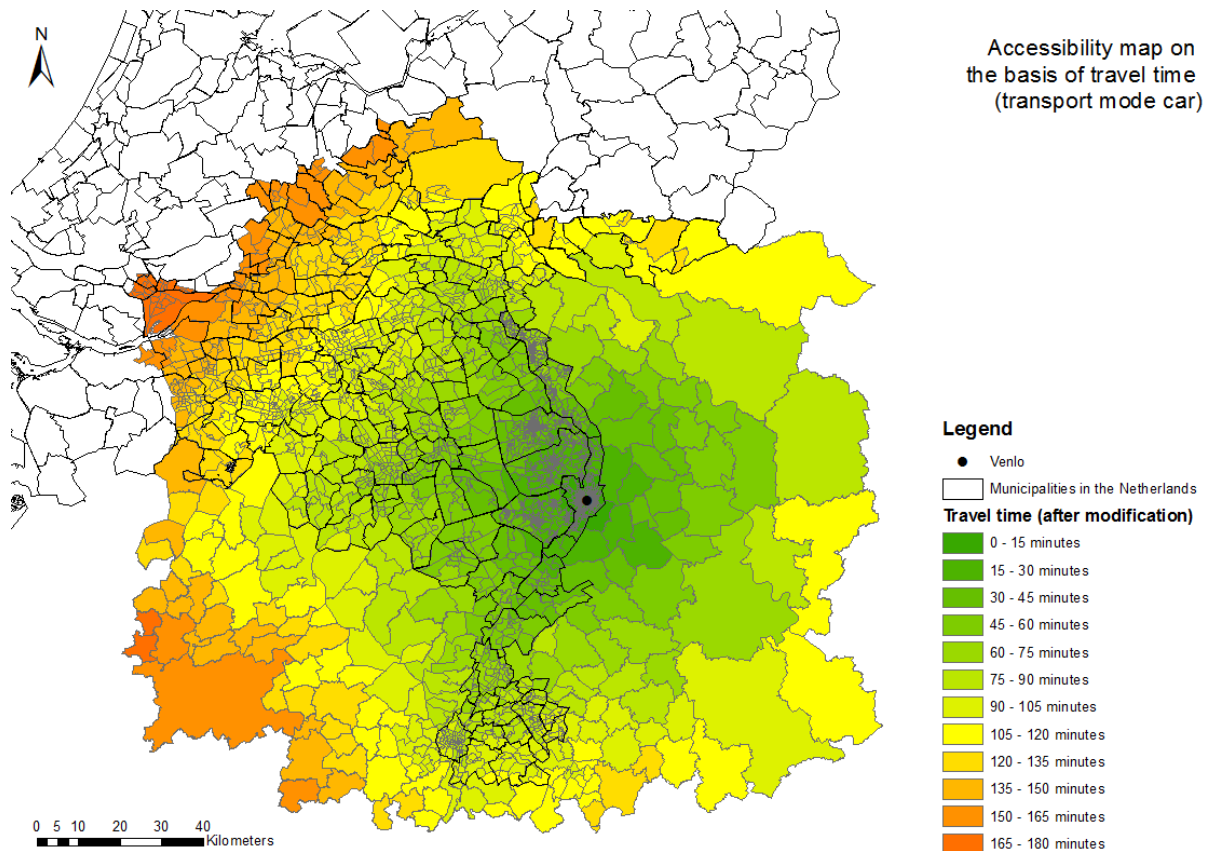 N
Accessibility map on
the basis of travel time
(transport mode car)
Legend
Venlo
Municipalities in the Netherlands
Travel time (after modification)
0 - 15 minutes
15 - 30 minutes
30 - 45 minutes
45 - 60 minutes
60 - 75 minutes
75 - 90 minutes
90 - 105 minutes
105 - 120 minutes
120 - 135 minutes
135 - 150 minutes
150 - 165 minutes
165 - 180 minutes
0 5 10 20 30 40
Kilometers